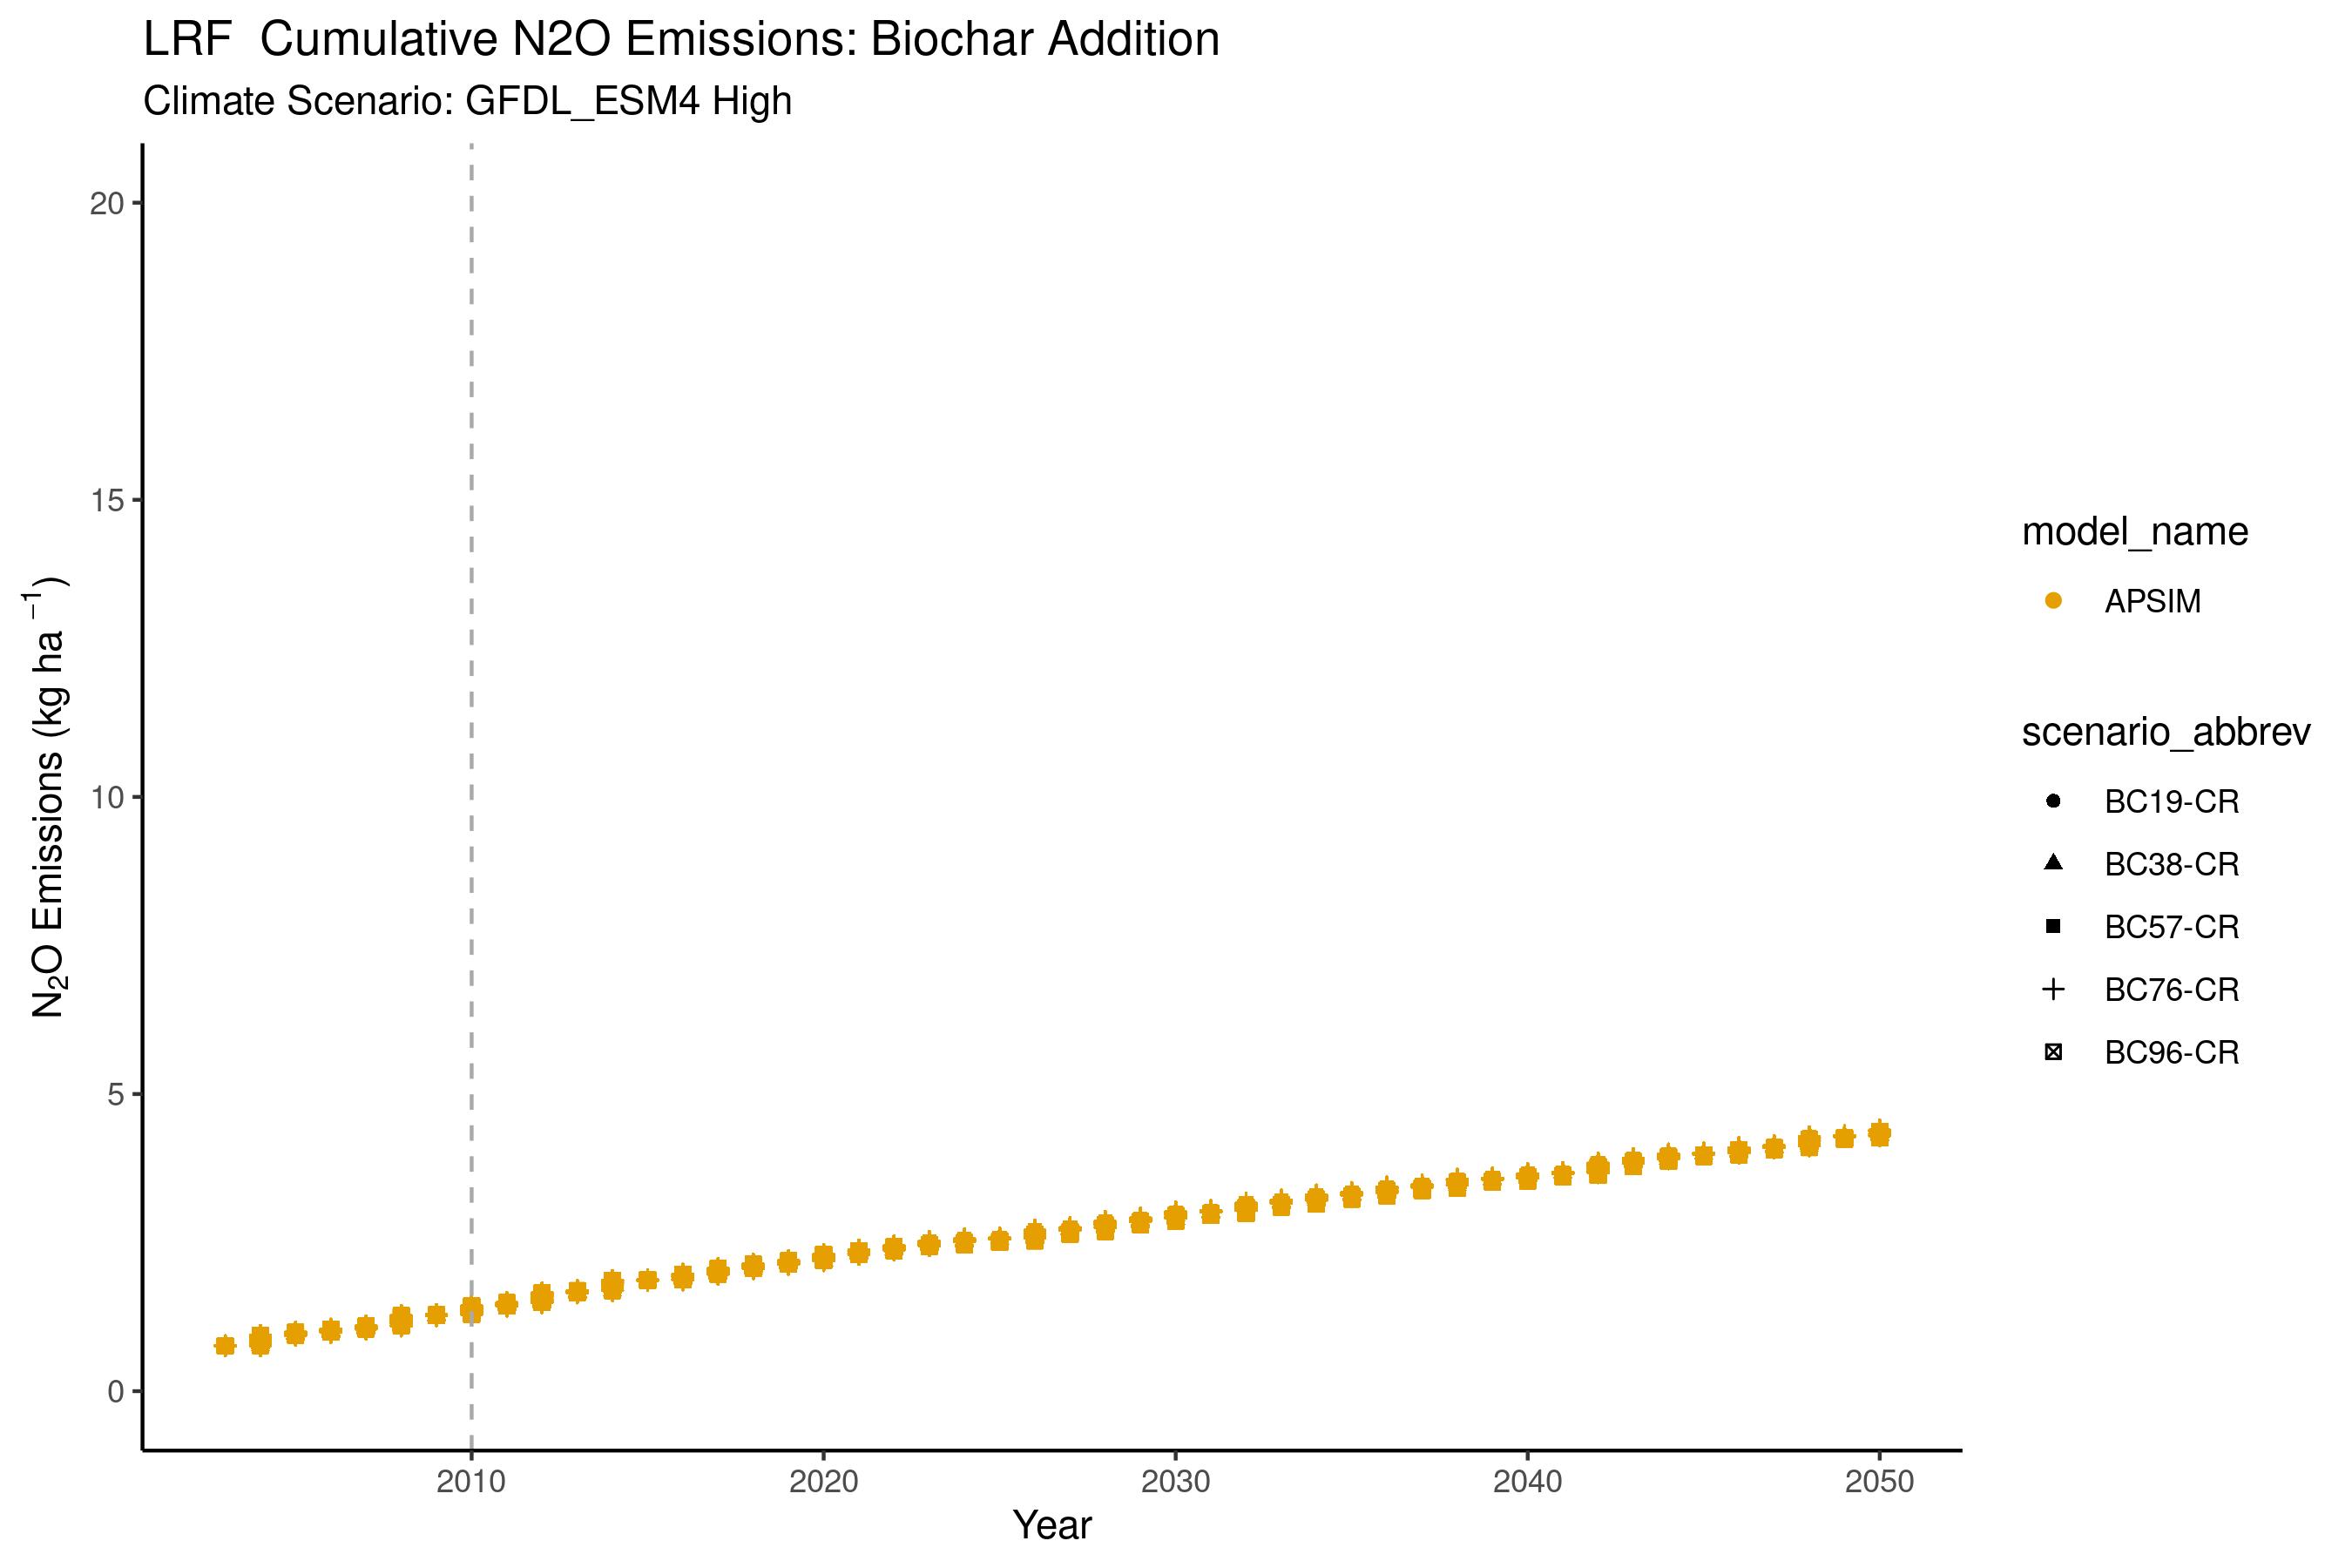 LRF  Cumulative N2O Emissions: Biochar Addition
Climate Scenario: GFDL_ESM4 High
N₂O Emissions (kg ha⁻¹)
20
15
10
5
0
2010
2020
2030
2040
2050
Year
model_name
APSIM
scenario_abbrev
BC19-CR
BC38-CR
BC57-CR
BC76-CR
BC96-CR